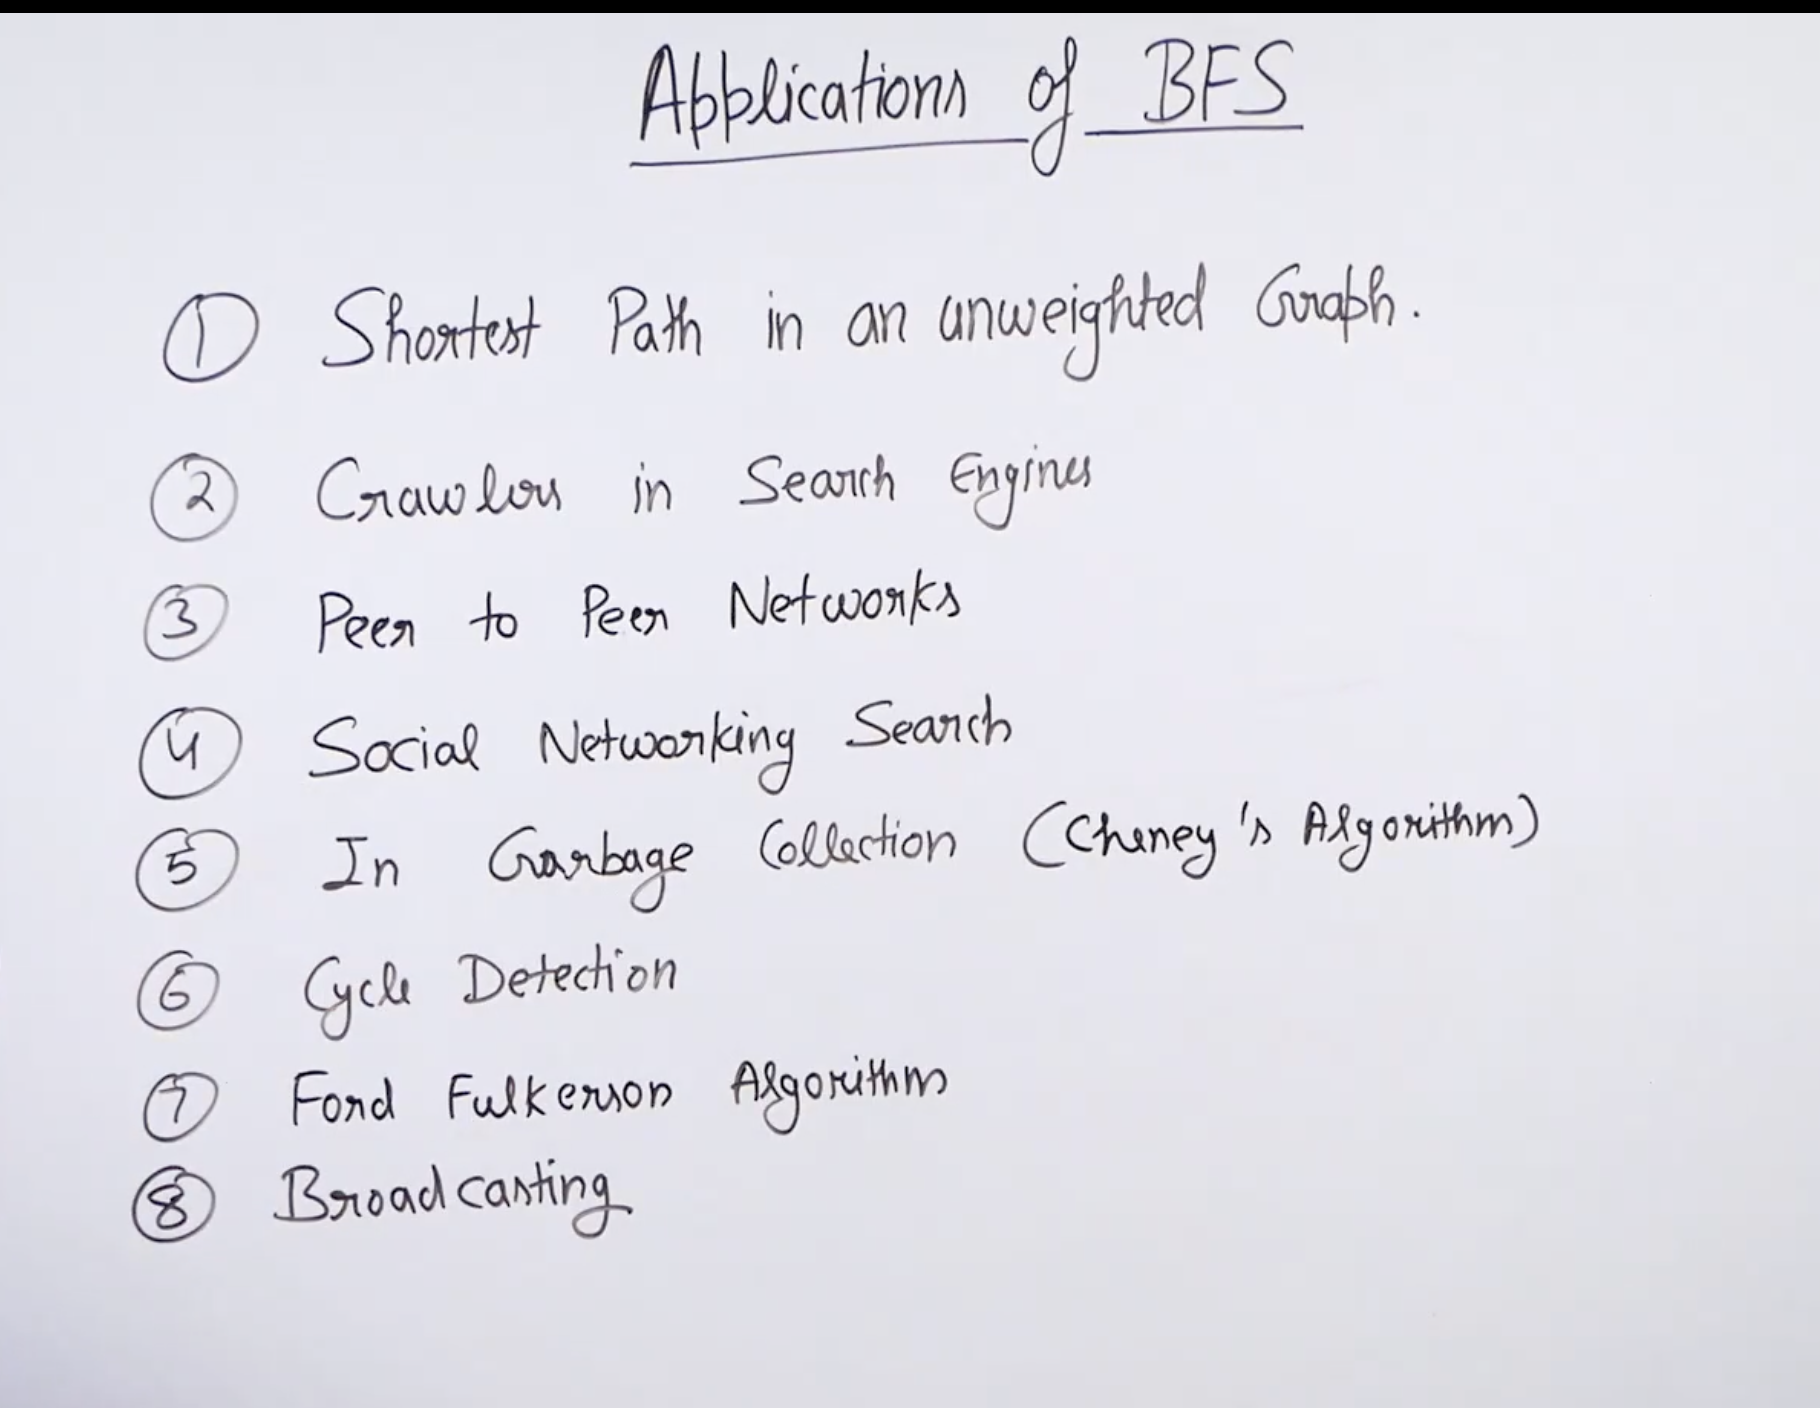 Applications of BFS
① Shortest Path in an unweighted Graph.
② Crawlers in Search Engines
③ Peer to Peer Networks
④ Social Networking Search
⑤ In Garbage Collection (Cheney's Algorithm)
⑥ Cycle Detection
⑦ Ford Fulkerson Algorithm
⑧ Broadcasting